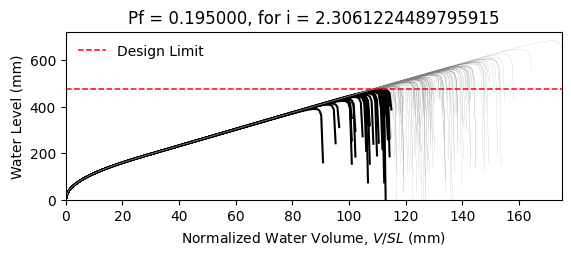 Pf = 0.195000, for i = 2.3061224489795915
Design Limit
Water Level (mm)
600
400
200
0
0 20 40 60 80 100 120 140 160
Normalized Water Volume, V/SL (mm)